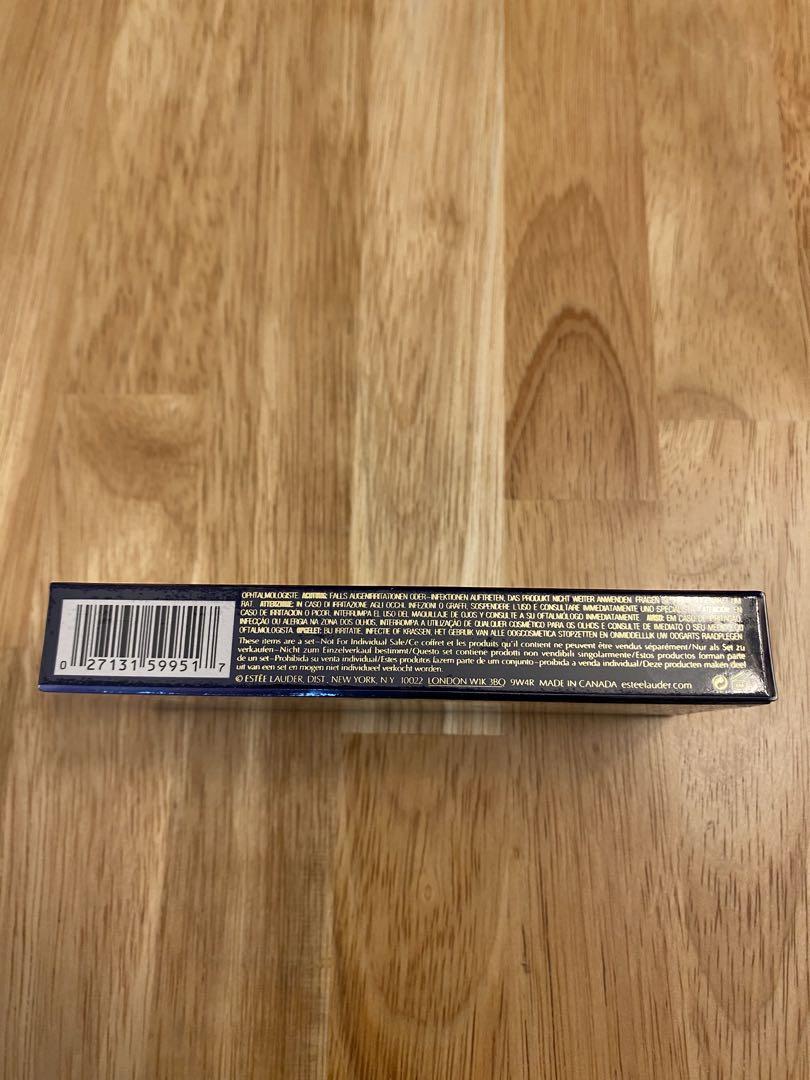 OPHTALMOLOGISTE. ACHTUNG: FALLS AUGENIRRITATIONEN ODER-INFEKTIONEN AUFTRETEN, DAS PRODUKT NICHT WEITER ANWENDEN. FRAGEN
RAT. ATTENZIONE: IN CASO DI IRRITAZIONE AGLI OCCHI, INFEZIONI O GRAFFI, SOSPENDERE L'USO E CONSULTARE IMMEDIATAMENTE UNO SPECIALISTA. ATENCIÓN: EN
CASO DE IRRITACIÓN O PICOR, INTERRUMPA EL USO DEL MAQUILLAJE DE OJOS Y CONSULTE A SU OFTALMÓLOGO IMMEDIATAMENTE. AVISO: EM CASO DE IRRITAÇÃO,
INFECÇÃO OU ALERGIA NA ZONA DOS OLHOS, INTERROMPA A UTILIZAÇÃO DE QUALQUER COSMÉTICO PARA OS OLHOS E CONSULTE DE IMEDIATO O SEU MÉDICO
OFTALMOLOGISTA. OPGELET: BIJ IRRITATIE, INFECTIE OF KRASSEN, HET GEBRUIK VAN ALLE OOGCOSMETICA STOPZETTEN EN ONMIDDELLIJK UW OOGARTS RAADPLEGEN
These items are a set–Not For Individual Sale/Ce coffret et les produits qu'il contient ne peuvent être vendus séparément/Nur als Set zu
verkaufen–Nicht zum Einzelverkauf bestimmt/Questo set contiene prodotti non vendibili singolarmente/Estos productos forman parte
de un set–Prohibida su venta individual/Estes produtos fazem parte de um conjunto–proibida a venda individual/Deze producten maken deel
uit van een set en mogen niet individueel verkocht worden.
© ESTÉE LAUDER, DIST. NEW YORK, N.Y. 10022 LONDON W1K 3BQ 9W4R MADE IN CANADA esteelauder.com
0 27131 59951 7